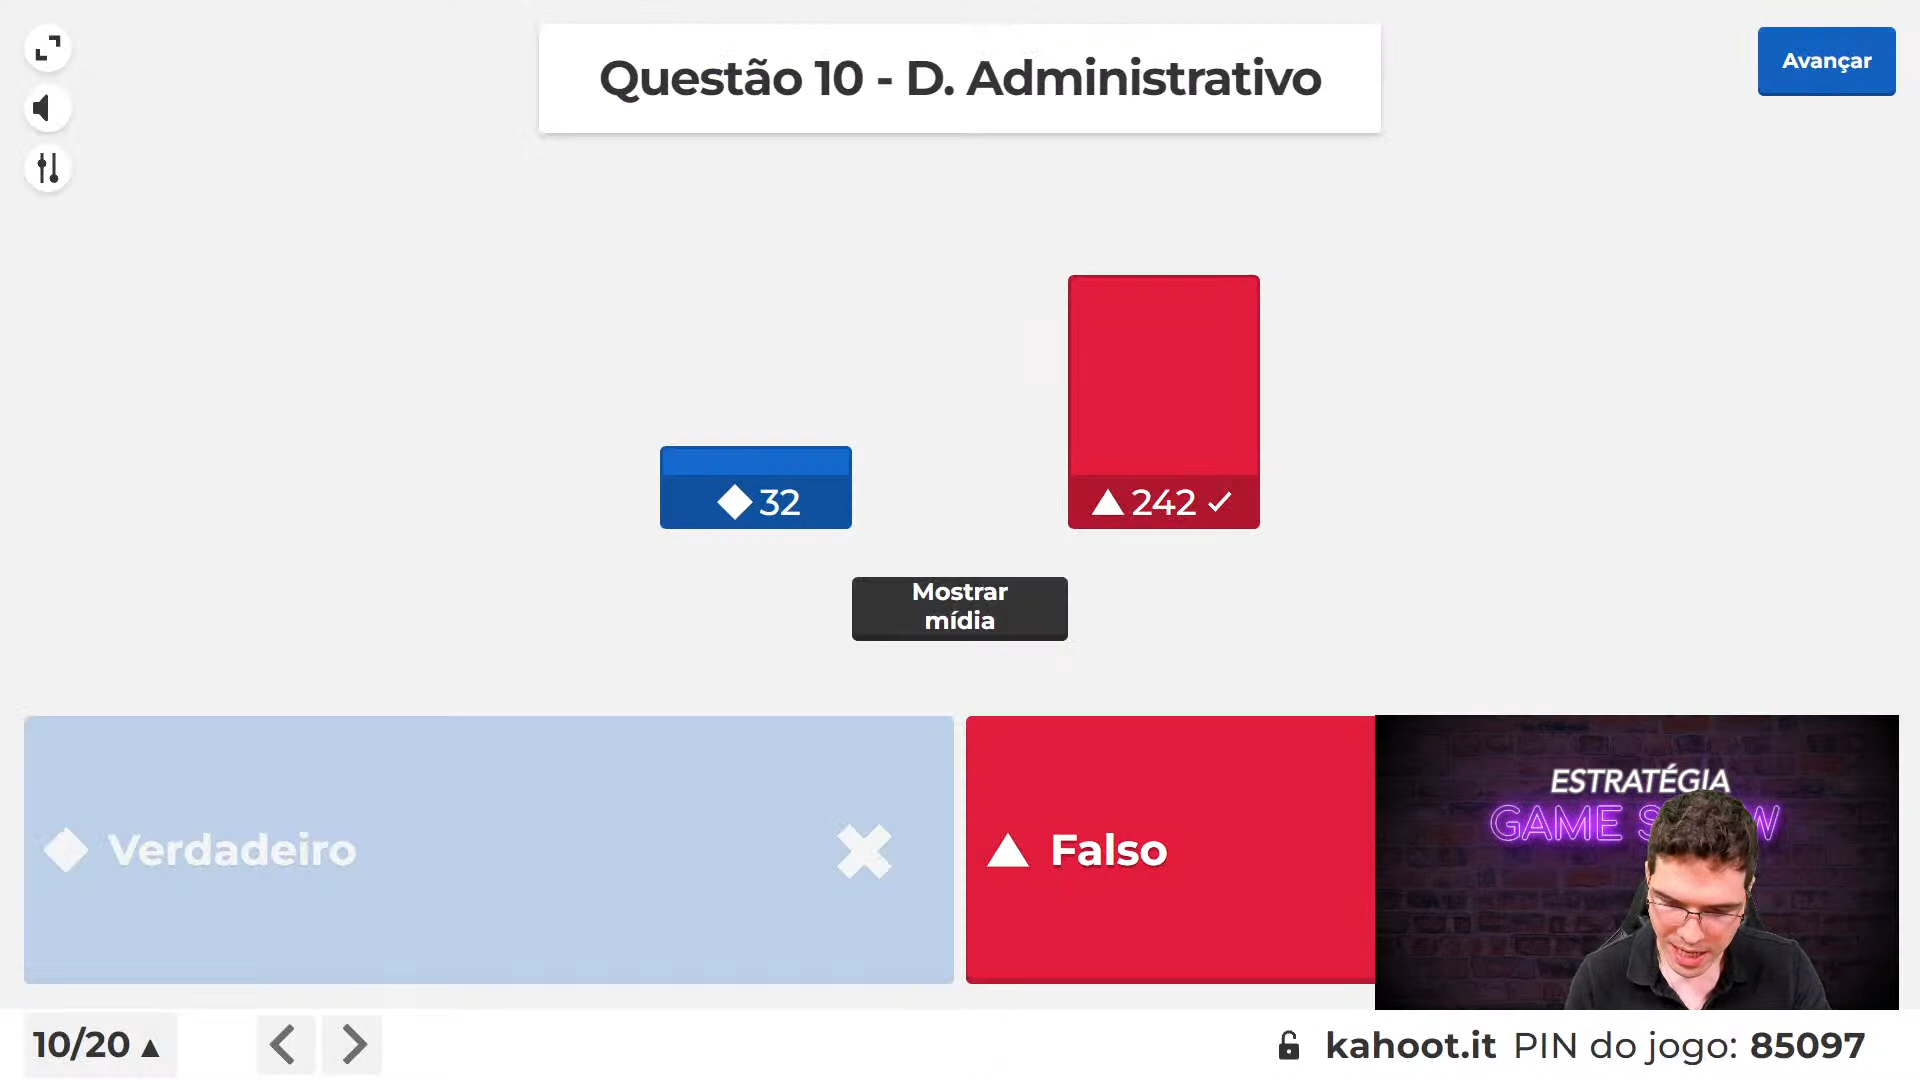 Questão 10 - D. Administrativo
Avançar
32
242
Mostrar
mídia
Verdadeiro
Falso
ESTRATÉGIA
GAME
10/20
kahoot.it PIN do jogo: 85097